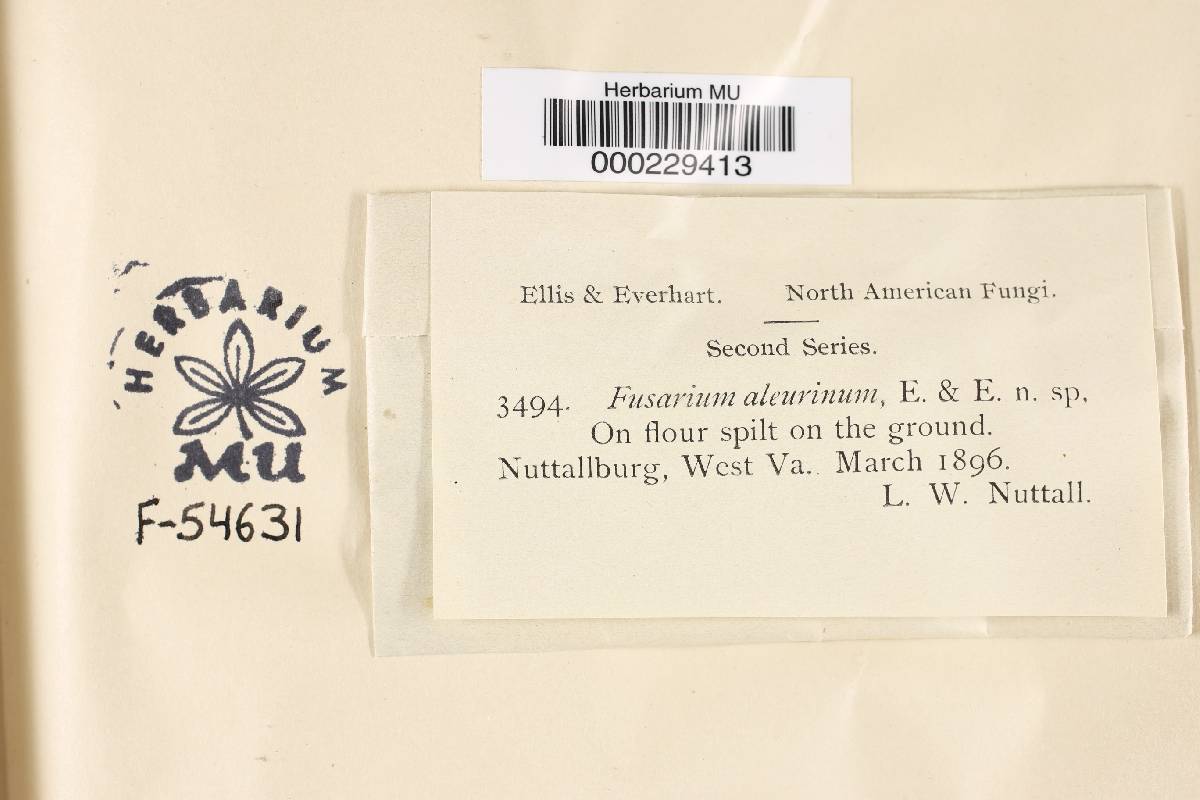 Herbarium MU
000229413
Ellis & Everhart. North American Fungi.
Second Series.
3494. Fusarium aleurinum, E. & E. n. sp,
On flour spilt on the ground.
Nuttallburg, West Va.. March 1896.
L. W. Nuttall.
HERBARIUM
MU
F-54631